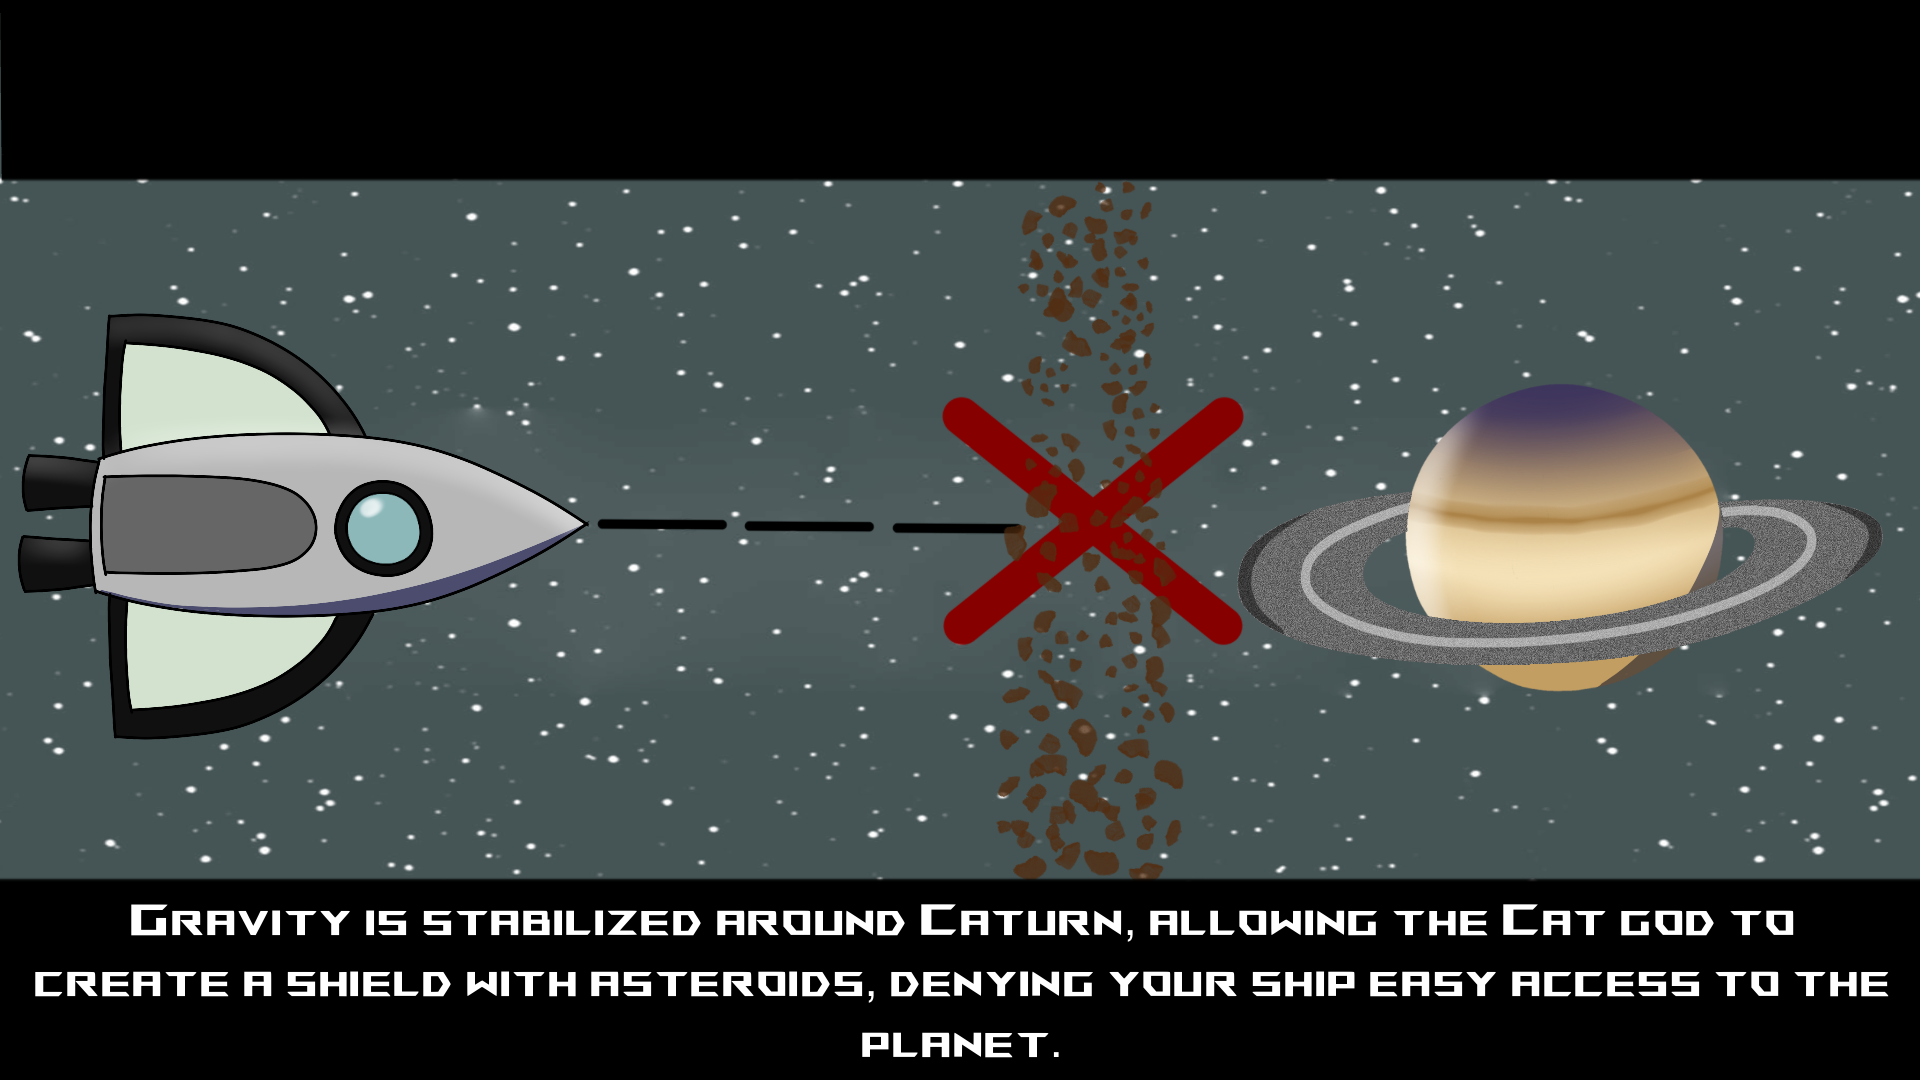 Gravity is stabilized around Caturn, allowing the Cat god to
create a shield with asteroids, denying your ship easy access to the
planet.